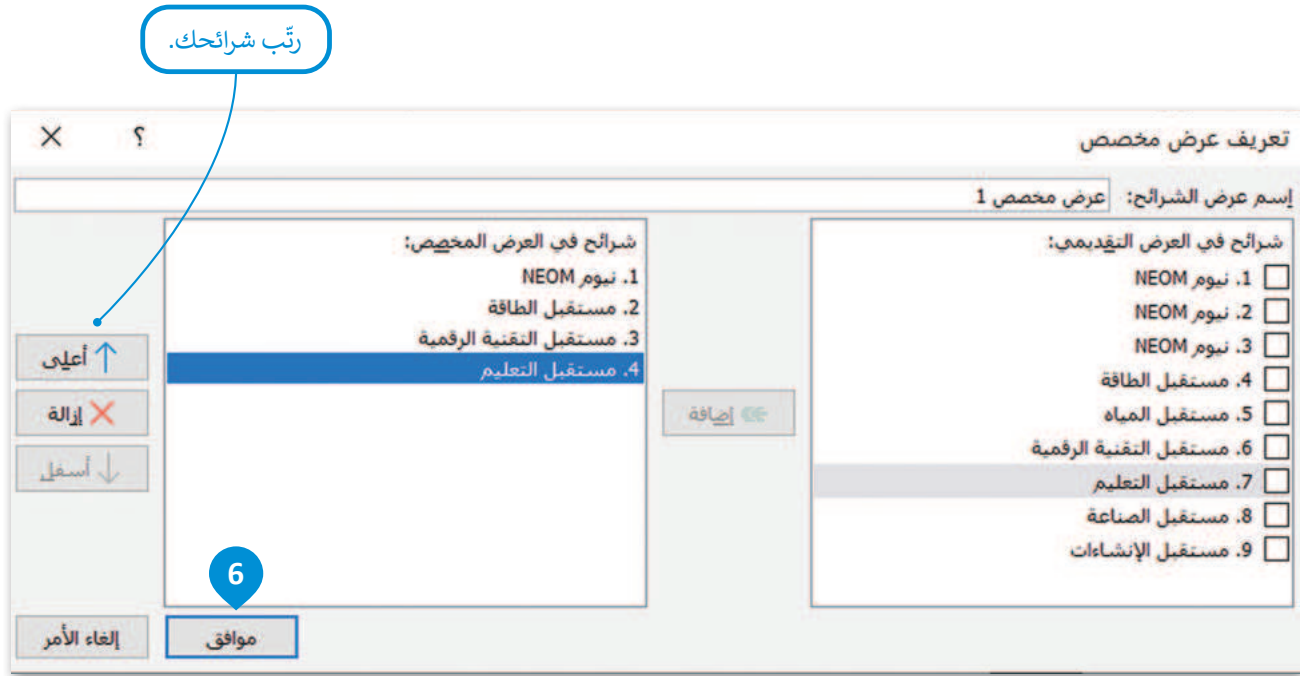 رتّب شرائحك.
تعريف عرض مخصص
؟
إسم عرض الشرائح: عرض مخصص 1
شرائح في العرض التقديمي:
1. نيوم NEOM
2. نيوم NEOM
3. نيوم NEOM
4. مستقبل الطاقة
5. مستقبل المياه
6. مستقبل التقنية الرقمية
7. مستقبل التعليم
8. مستقبل الصناعة
9. مستقبل الإنشاءات
إضافة
شرائح في العرض المخصص:
1. نيوم NEOM
2. مستقبل الطاقة
3. مستقبل التقنية الرقمية
4. مستقبل التعليم
أعلى
إزالة
أسفل
6
موافق
إلغاء الأمر